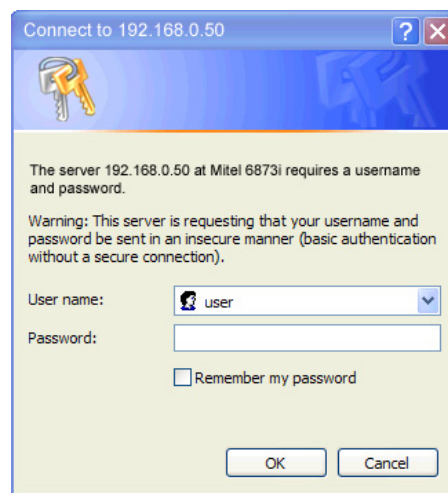 Connect to 192.168.0.50
The server 192.168.0.50 at Mitel 6873i requires a username
and password.
Warning: This server is requesting that your username and
password be sent in an insecure manner (basic authentication
without a secure connection).
User name:
user
Password:
Remember my password
OK
Cancel